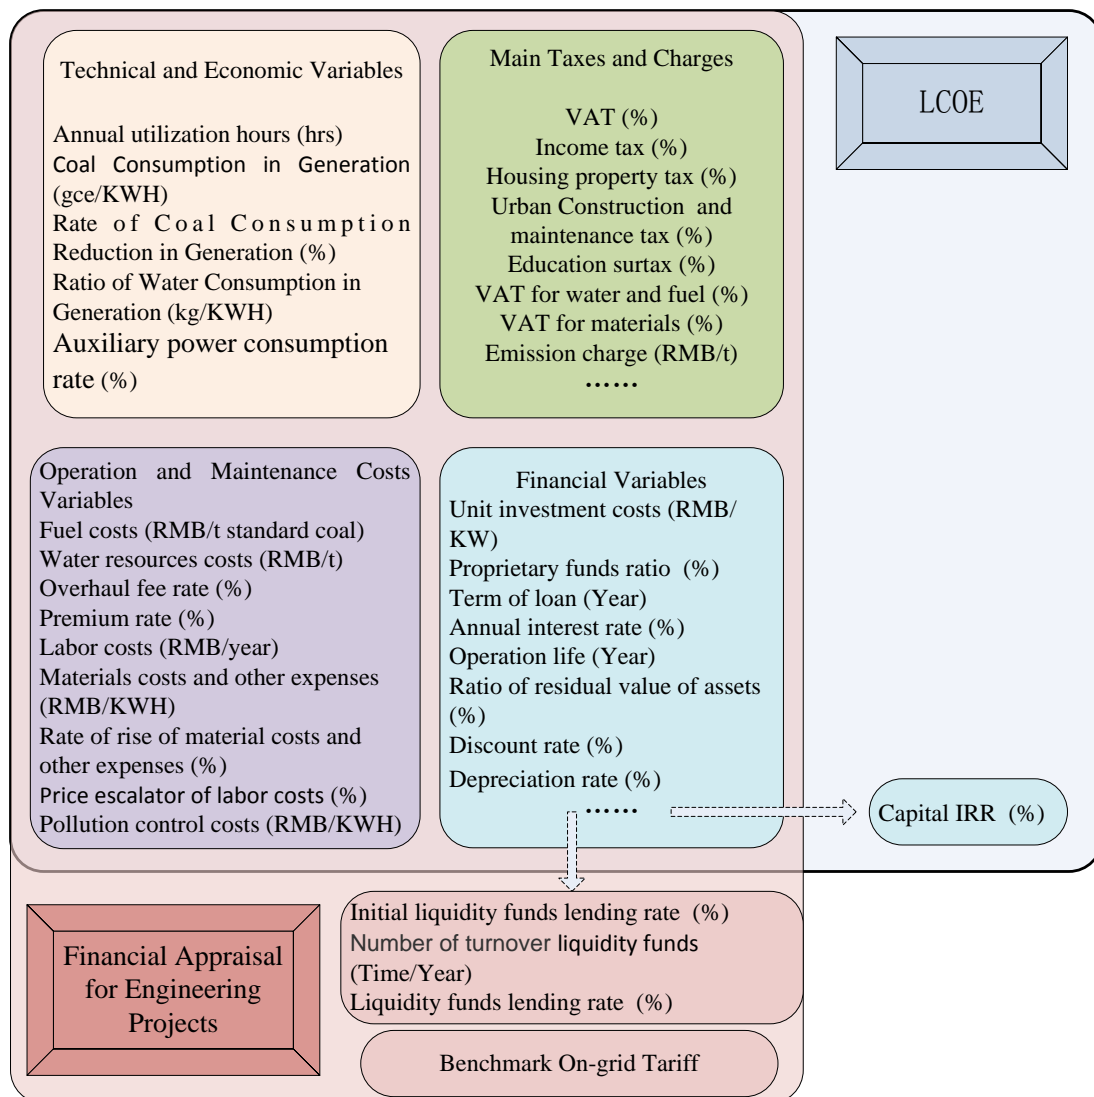 Technical and Economic Variables
Annual utilization hours (hrs)
Coal Consumption in Generation
(gce/KWH)
Rate of Coal Consumption
Reduction in Generation (%)
Ratio of Water Consumption in
Generation (kg/KWH)
Auxiliary power consumption
rate (%)
Main Taxes and Charges
VAT (%)
Income tax (%)
Housing property tax (%)
Urban Construction and
maintenance tax (%)
Education surtax (%)
VAT for water and fuel (%)
VAT for materials (%)
Emission charge (RMB/t)
……
LCOE
Operation and Maintenance Costs
Variables
Fuel costs (RMB/t standard coal)
Water resources costs (RMB/t)
Overhaul fee rate (%)
Premium rate (%)
Labor costs (RMB/year)
Materials costs and other expenses
(RMB/KWH)
Rate of rise of material costs and
other expenses (%)
Price escalator of labor costs (%)
Pollution control costs (RMB/KWH)
Financial Variables
Unit investment costs (RMB/
KW)
Proprietary funds ratio (%)
Term of loan (Year)
Annual interest rate (%)
Operation life (Year)
Ratio of residual value of assets
(%)
Discount rate (%)
Depreciation rate (%)
……
Capital IRR (%)
Financial Appraisal
for Engineering
Projects
Initial liquidity funds lending rate (%)
Number of turnover liquidity funds
(Time/Year)
Liquidity funds lending rate (%)
Benchmark On-grid Tariff